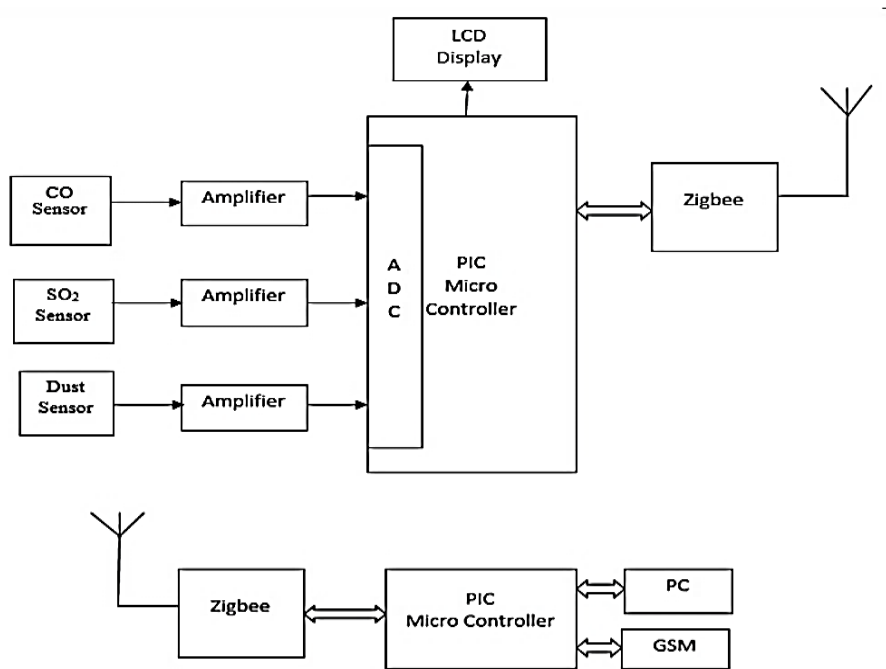 LCD
Display
CO
Sensor
Amplifier
SO₂
Sensor
Amplifier
Dust
Sensor
Amplifier
A
D
C
PIC
Micro
Controller
Zigbee
Zigbee
PIC
Micro Controller
PC
GSM